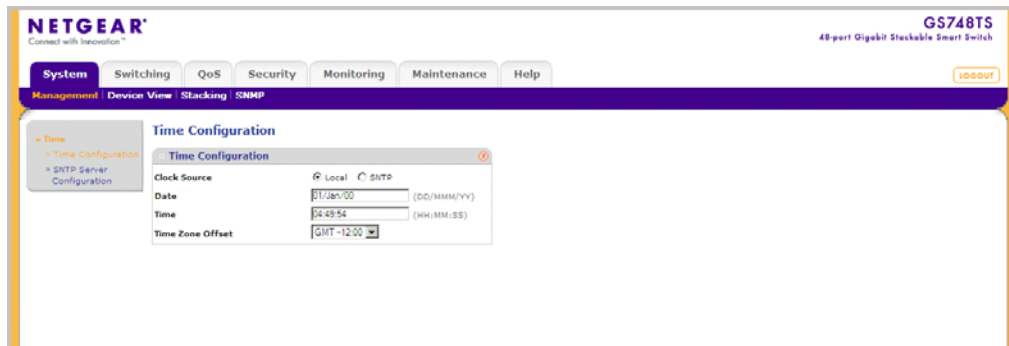 NETGEAR
Connect with Innovation™
GS748TS
48-port Gigabit Stackable Smart Switch
System Switching QoS Security Monitoring Maintenance Help
LOGOUT
Management Device View Stacking SNMP
Time
Time Configuration
SNTP Server
Configuration
Time Configuration
Time Configuration
Clock Source Local SNTP
Date 01/Jan/00 (DD/MMM/YY)
Time 04:49:54 (HH:MM:SS)
Time Zone Offset GMT -12:00